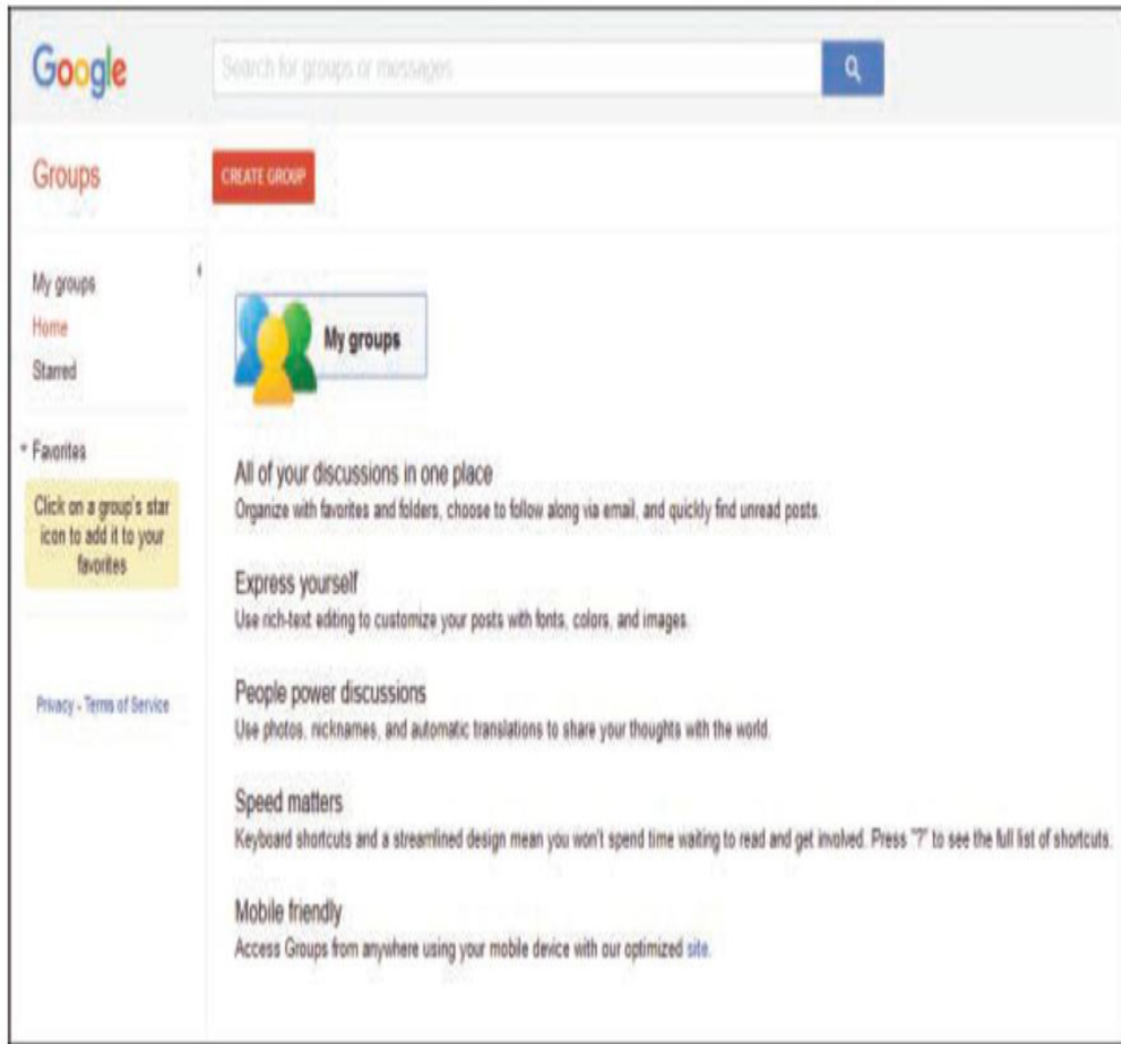 Google
Search for groups or messages
Groups
CREATE GROUP
My groups
Home
Starred
Favorites
Click on a group's star
icon to add it to your
favorites
Privacy - Terms of Service
My groups
All of your discussions in one place
Organize with favorites and folders, choose to follow along via email, and quickly find unread posts.
Express yourself
Use rich-text editing to customize your posts with fonts, colors, and images.
People power discussions
Use photos, nicknames, and automatic translations to share your thoughts with the world.
Speed matters
Keyboard shortcuts and a streamlined design mean you won't spend time waiting to read and get involved. Press "?" to see the full list of shortcuts.
Mobile friendly
Access Groups from anywhere using your mobile device with our optimized site.